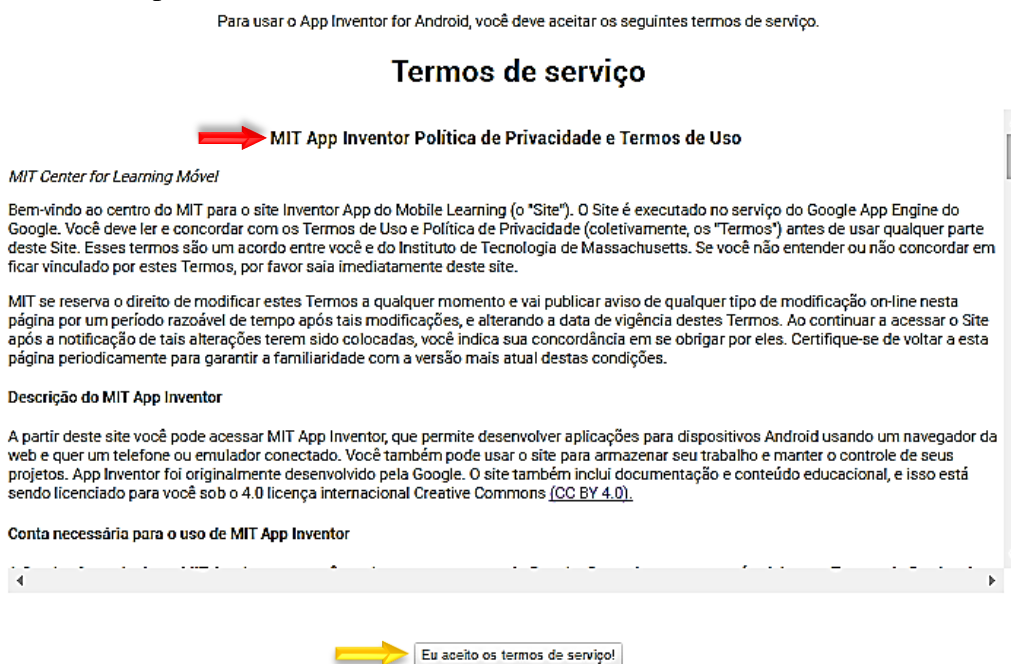 Para usar o App Inventor for Android, você deve aceitar os seguintes termos de serviço.
Termos de serviço
MIT App Inventor Política de Privacidade e Termos de Uso
MIT Center for Learning Móvel
Bem-vindo ao centro do MIT para o site Inventor App do Mobile Learning (o "Site"). O Site é executado no serviço do Google App Engine do
Google. Você deve ler e concordar com os Termos de Uso e Política de Privacidade (coletivamente, os "Termos") antes de usar qualquer parte
deste Site. Esses termos são um acordo entre você e do Instituto de Tecnologia de Massachusetts. Se você não entender ou não concordar em
ficar vinculado por estes Termos, por favor saia imediatamente deste site.
MIT se reserva o direito de modificar estes Termos a qualquer momento e vai publicar aviso de qualquer tipo de modificação on-line nesta
página por um período razoável de tempo após tais modificações, e alterando a data de vigência destes Termos. Ao continuar a acessar o Site
após a notificação de tais alterações terem sido colocadas, você indica sua concordância em se obrigar por eles. Certifique-se de voltar a esta
página periodicamente para garantir a familiaridade com a versão mais atual destas condições.
Descrição do MIT App Inventor
A partir deste site você pode acessar MIT App Inventor, que permite desenvolver aplicações para dispositivos Android usando um navegador da
web e quer um telefone ou emulador conectado. Você também pode usar o site para armazenar seu trabalho e manter o controle de seus
projetos. App Inventor foi originalmente desenvolvido pela Google. O site também inclui documentação e conteúdo educacional, e isso está
sendo licenciado para você sob o 4.0 licença internacional Creative Commons (CC BY 4.0).
Conta necessária para o uso de MIT App Inventor
Eu aceito os termos de serviço!